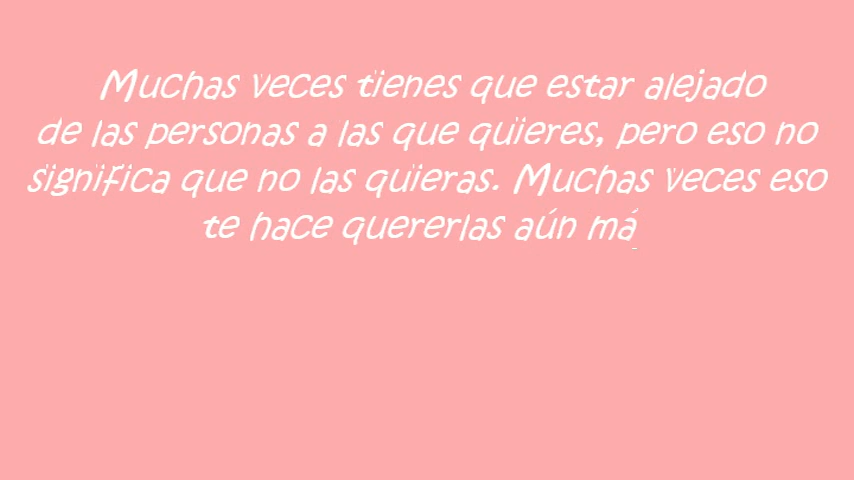 Muchas veces tienes que estar alejado
de las personas a las que quieres, pero eso no
significa que no las quieras. Muchas veces eso
te hace quererlas aún má